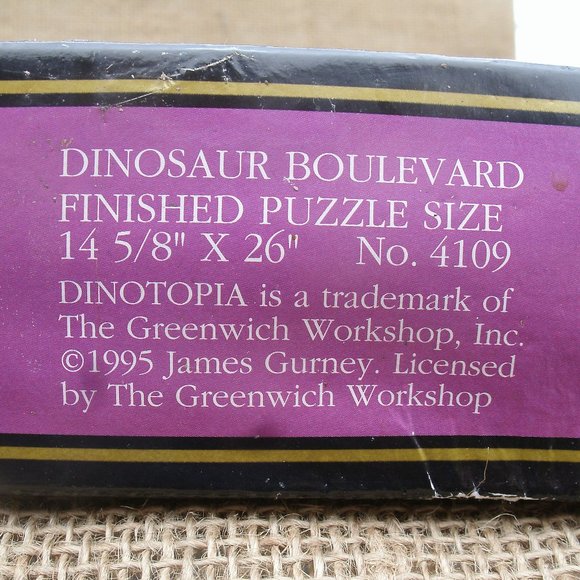 DINOSAUR BOULEVARD
FINISHED PUZZLE SIZE
14 5/8" X 26" No. 4109
DINOTOPIA is a trademark of
The Greenwich Workshop, Inc.
©1995 James Gurney. Licensed
by The Greenwich Workshop